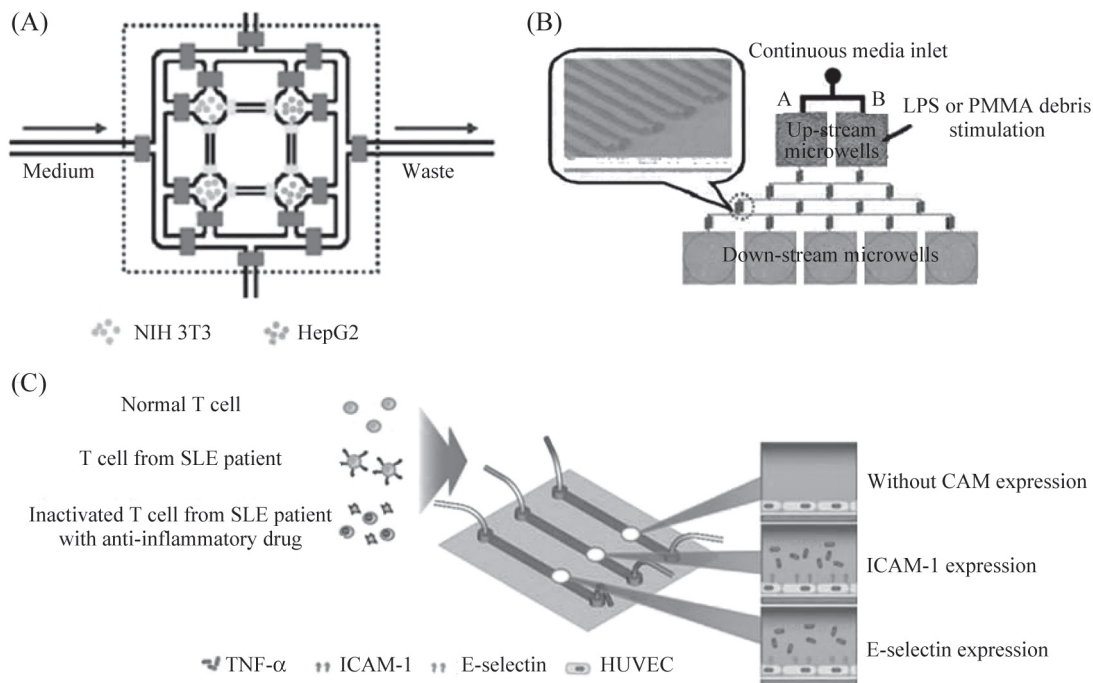 (A)
Medium
Waste
NIH 3T3
HepG2
(B)
Continuous media inlet
A
B
LPS or PMMA debris
stimulation
Up-stream
microwells
Down-stream microwells
(C)
Normal T cell
T cell from SLE patient
Inactivated T cell from SLE patient
with anti-inflammatory drug
Without CAM expression
ICAM-1 expression
E-selectin expression
TNF-α
ICAM-1
E-selectin
HUVEC